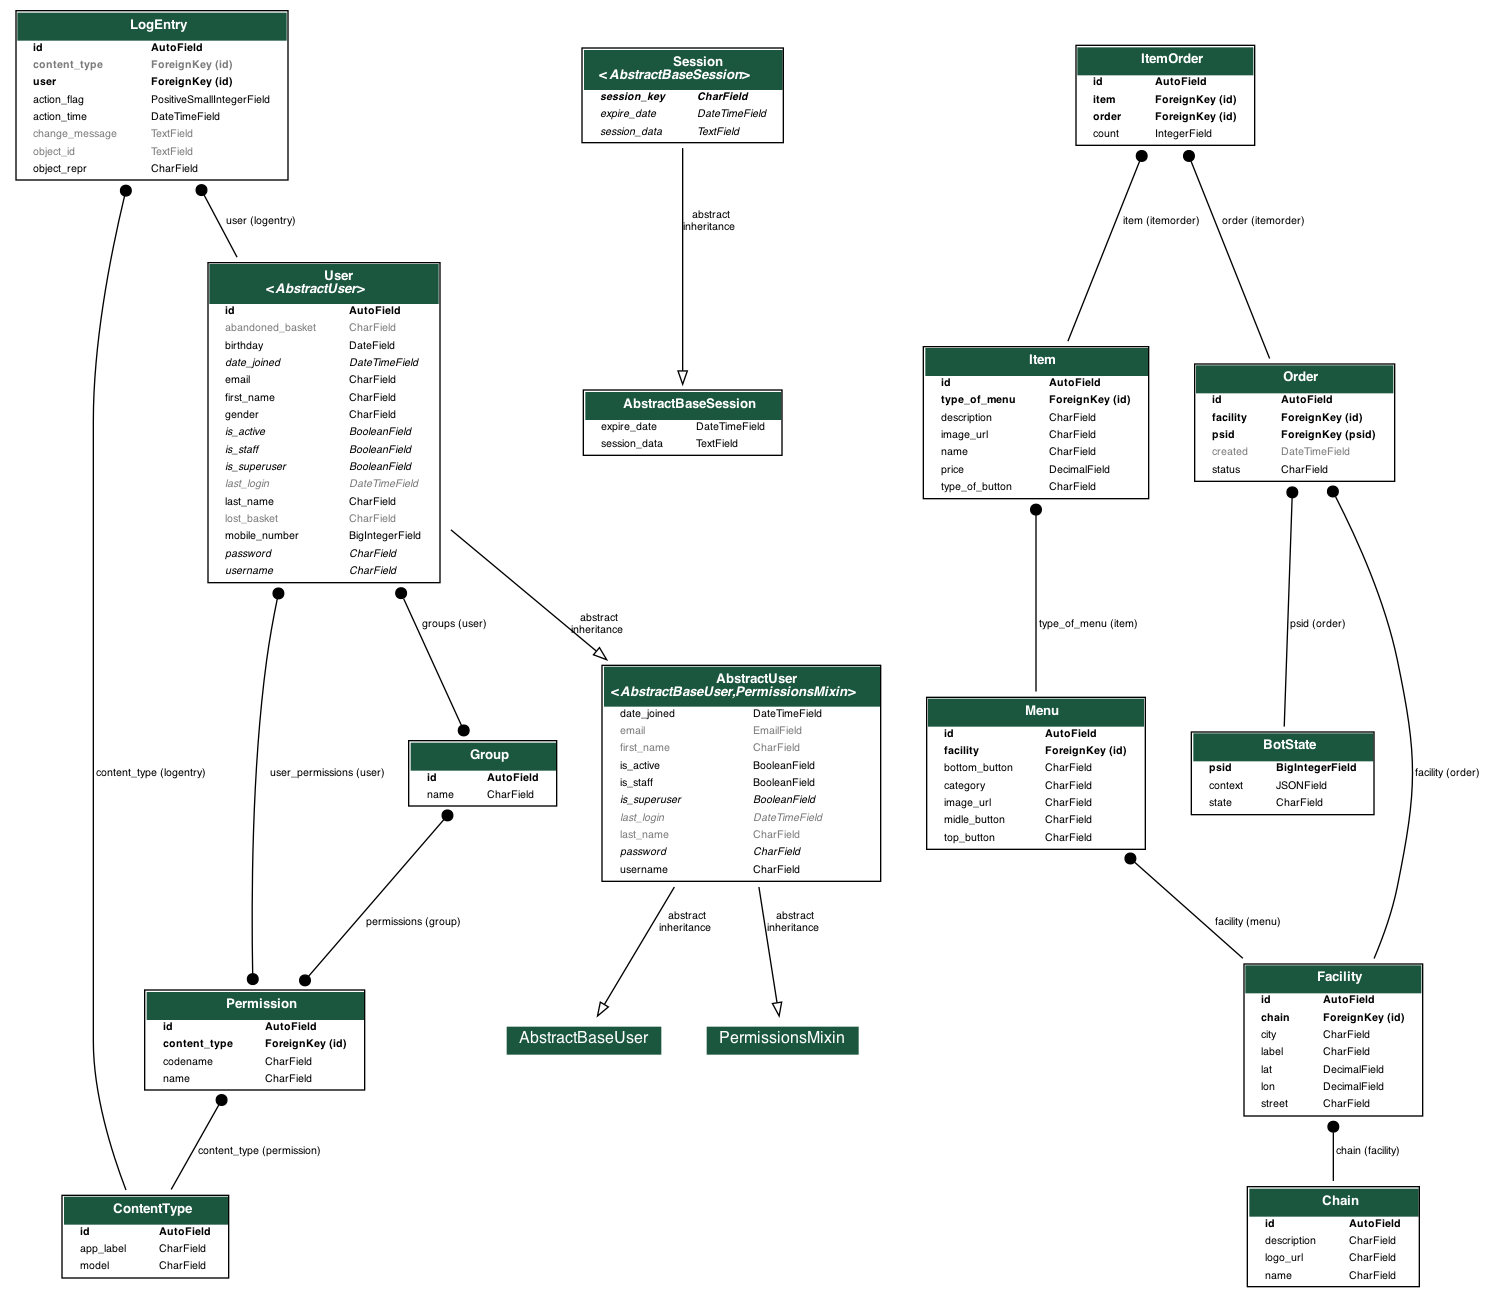 LogEntry
id AutoField
content_type ForeignKey (id)
user ForeignKey (id)
action_flag PositiveSmallIntegerField
action_time DateTimeField
change_message TextField
object_id TextField
object_repr CharField
Session
<AbstractBaseSession>
session_key CharField
expire_date DateTimeField
session_data TextField
ItemOrder
id AutoField
item ForeignKey (id)
order ForeignKey (id)
count IntegerField
user (logentry)
abstract
inheritance
item (itemorder)
order (itemorder)
User
<AbstractUser>
id AutoField
abandoned_basket CharField
birthday DateField
date_joined DateTimeField
email CharField
first_name CharField
gender CharField
is_active BooleanField
is_staff BooleanField
is_superuser BooleanField
last_login DateTimeField
last_name CharField
lost_basket CharField
mobile_number BigIntegerField
password CharField
username CharField
AbstractBaseSession
expire_date DateTimeField
session_data TextField
Item
id AutoField
type_of_menu ForeignKey (id)
description CharField
image_url CharField
name CharField
price DecimalField
type_of_button CharField
Order
id AutoField
facility ForeignKey (id)
psid ForeignKey (psid)
created DateTimeField
status CharField
groups (user)
abstract
inheritance
type_of_menu (item)
psid (order)
AbstractUser
<AbstractBaseUser,PermissionsMixin>
date_joined DateTimeField
email EmailField
first_name CharField
is_active BooleanField
is_staff BooleanField
is_superuser BooleanField
last_login DateTimeField
last_name CharField
password CharField
username CharField
Menu
id AutoField
facility ForeignKey (id)
bottom_button CharField
category CharField
image_url CharField
midle_button CharField
top_button CharField
BotState
psid BigIntegerField
context JSONField
state CharField
content_type (logentry)
user_permissions (user)
Group
id AutoField
name CharField
facility (order)
permissions (group)
abstract
inheritance
abstract
inheritance
facility (menu)
Permission
id AutoField
content_type ForeignKey (id)
codename CharField
name CharField
AbstractBaseUser
PermissionsMixin
Facility
id AutoField
chain ForeignKey (id)
city CharField
label CharField
lat DecimalField
lon DecimalField
street CharField
content_type (permission)
chain (facility)
ContentType
id AutoField
app_label CharField
model CharField
Chain
id AutoField
description CharField
logo_url CharField
name CharField